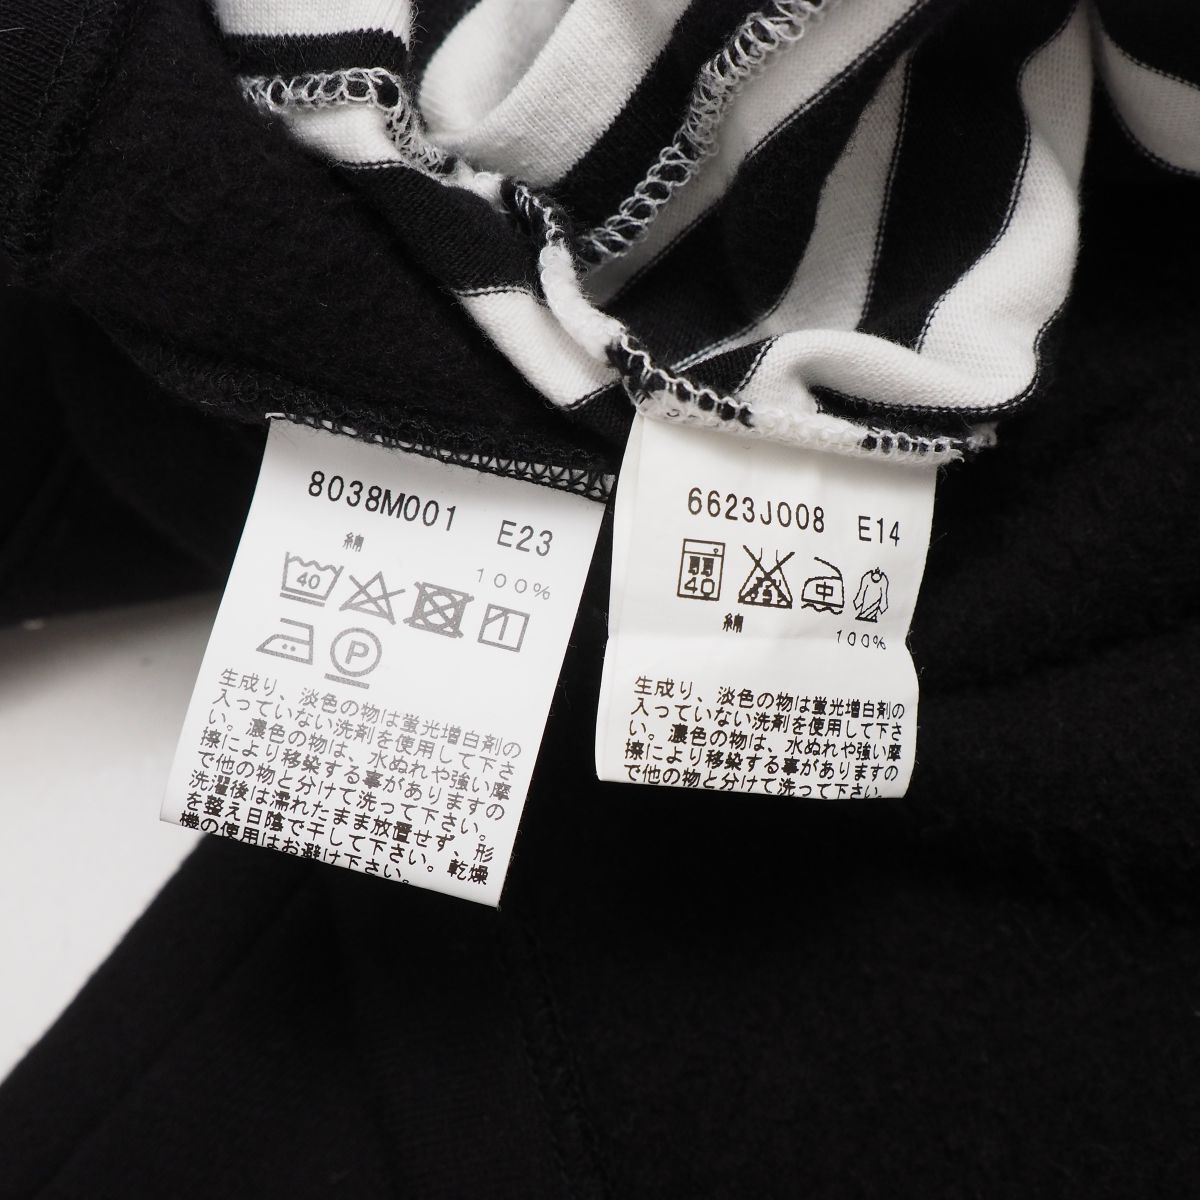 8038M001 E23
綿
100%
40
P
生成り、淡色の物は蛍光増白剤の
入っていない洗剤を使用して下さ
い。濃色の物は、水ぬれや強い摩
擦により移染する事がありますの
で他の物と分けて洗って下さい。
洗濯後は濡れたまま放置せず、形
を整え日陰で干して下さい。乾燥
機の使用はお避け下さい。
6623J008 E14
40
中
綿
100%
生成り、淡色の物は蛍光増白剤の
入っていない洗剤を使用して下さ
い。濃色の物は、水ぬれや強い摩
擦により移染する事がありますの
で他の物と分けて洗って下さい。